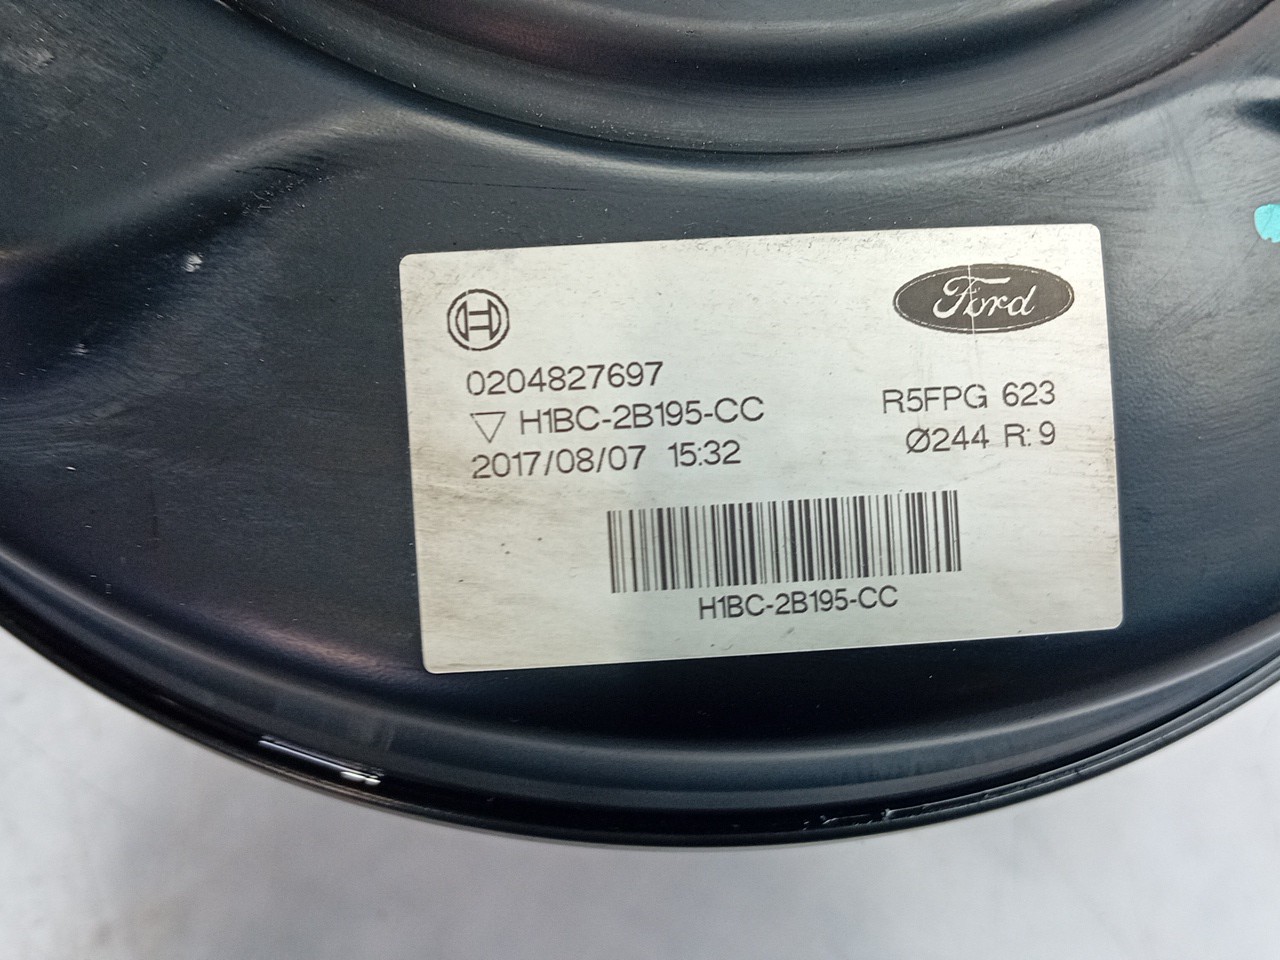 Ford
0204827697
H1BC-2B195-CC
R5FPG 623
2017/08/07 15:32
Ø244 R: 9
H1BC-2B195-CC